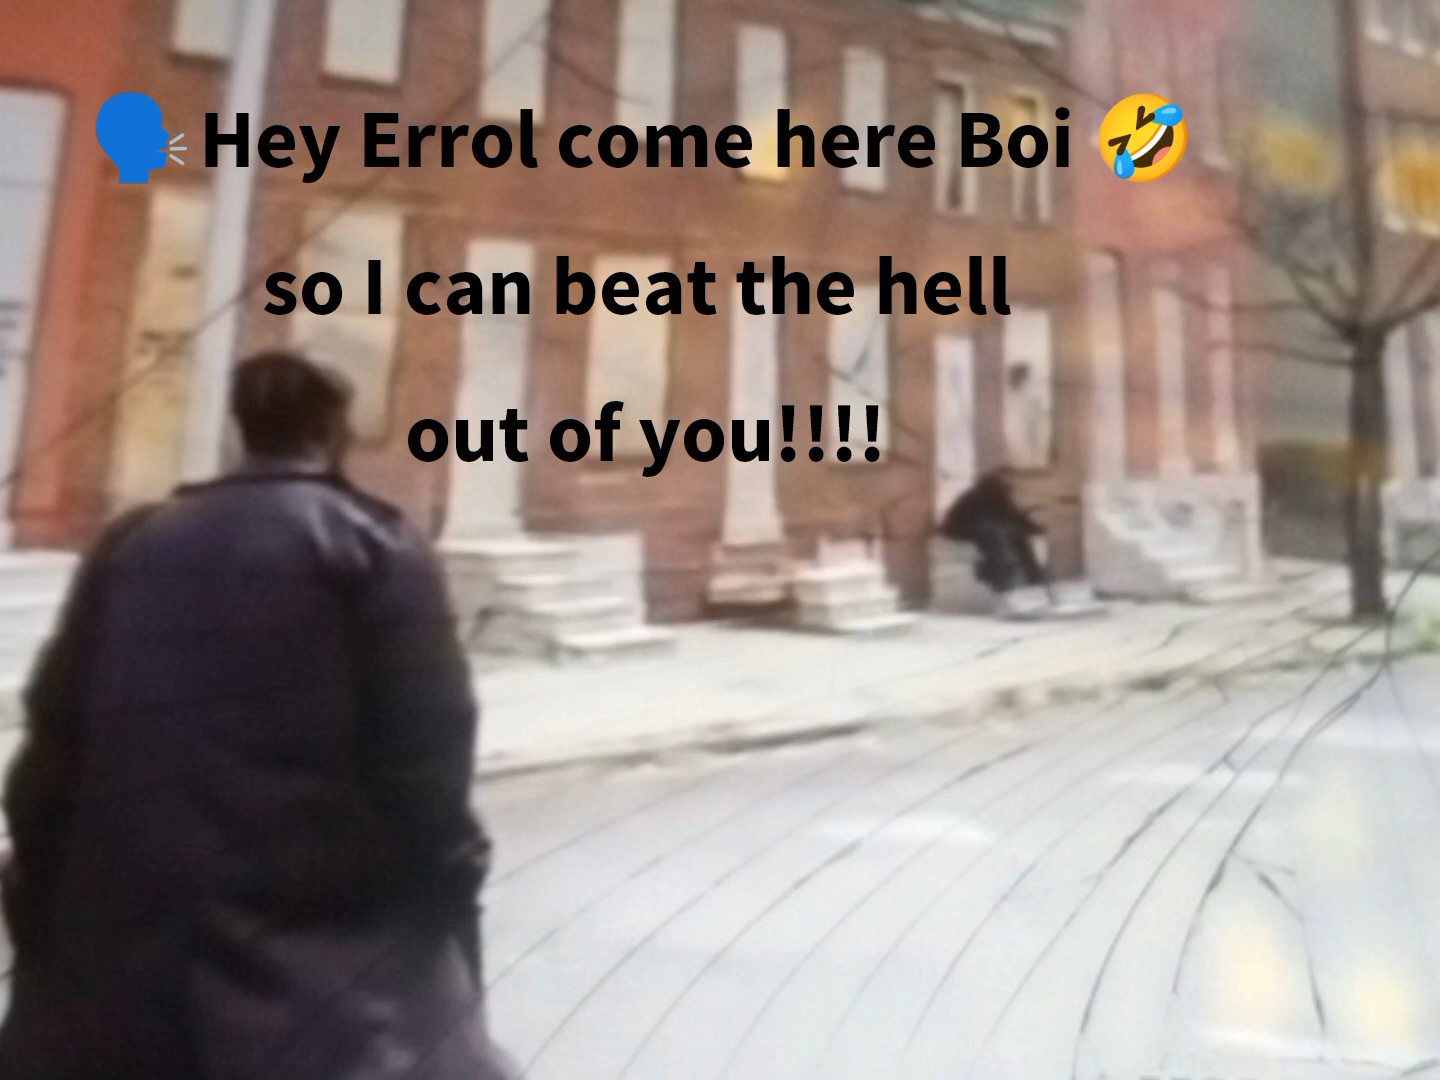 🗣️Hey Errol come here Boi 🤣
so I can beat the hell
out of you!!!!